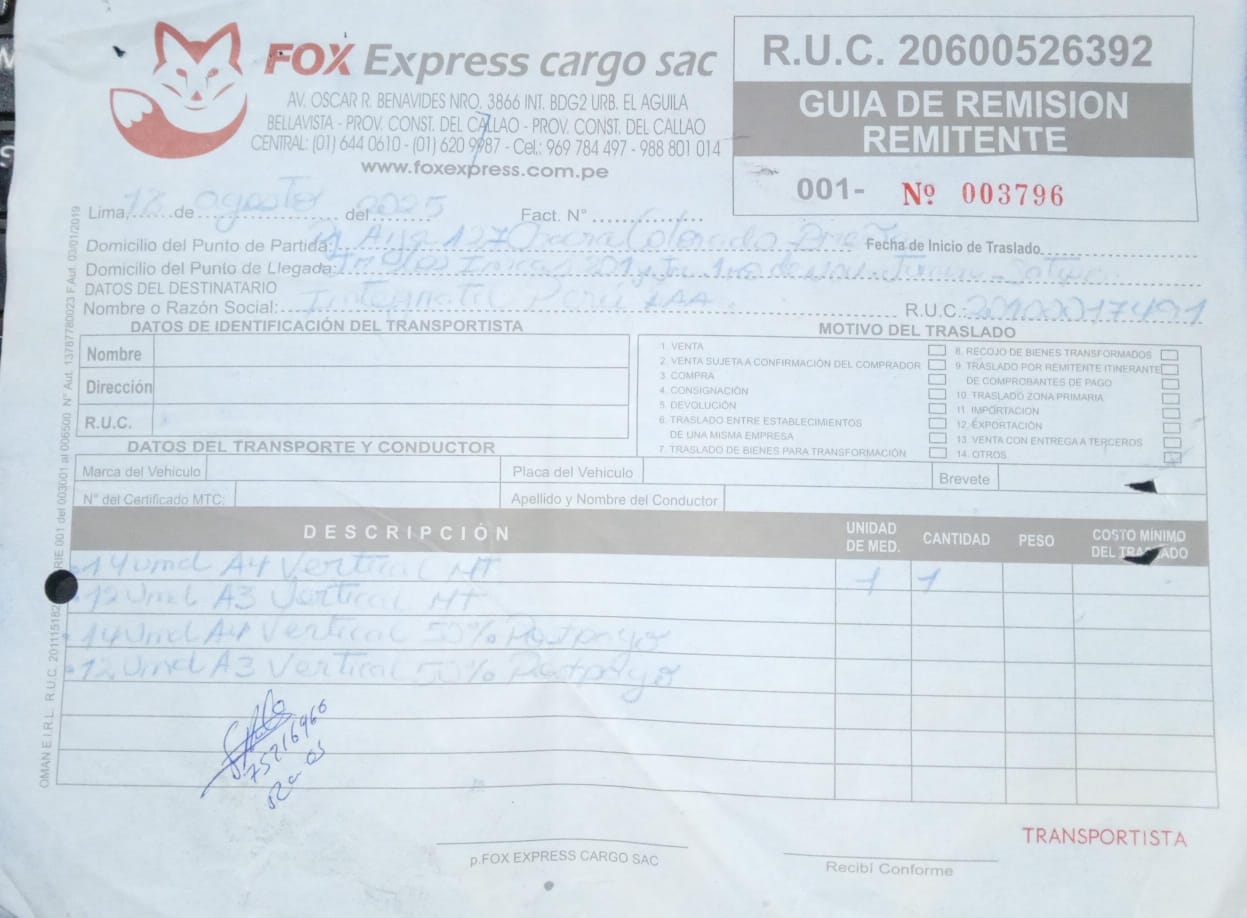 FOX Express cargo sac
AV. OSCAR R. BENAVIDES NRO. 3866 INT. BDG2 URB. EL AGUILA
BELLAVISTA - PROV. CONST. DEL CALLAO - PROV. CONST. DEL CALLAO
CENTRAL: (01) 644 0610 - (01) 620 9987 - Cel.: 969 784 497 - 988 801 014
www.foxexpress.com.pe
R.U.C. 20600526392
GUIA DE REMISION
REMITENTE
001- Nº 003796
Lima, 18 de agosto del 2025 Fact. N°
Domicilio del Punto de Partida: Fecha de Inicio de Traslado
Domicilio del Punto de Llegada: Satipo
DATOS DEL DESTINATARIO
Nombre o Razón Social: Integratel Perú SAA. R.U.C.: 20100017491
DATOS DE IDENTIFICACIÓN DEL TRANSPORTISTA
Nombre
Dirección
R.U.C.
MOTIVO DEL TRASLADO
1. VENTA
2. VENTA SUJETA A CONFIRMACIÓN DEL COMPRADOR
3. COMPRA
4. CONSIGNACIÓN
5. DEVOLUCIÓN
6. TRASLADO ENTRE ESTABLECIMIENTOS
DE UNA MISMA EMPRESA
7. TRASLADO DE BIENES PARA TRANSFORMACIÓN
8. RECOJO DE BIENES TRANSFORMADOS
9. TRASLADO POR REMITENTE ITINERANTE
DE COMPROBANTES DE PAGO
10. TRASLADO ZONA PRIMARIA
11. IMPORTACION
12. EXPORTACIÓN
13. VENTA CON ENTREGA A TERCEROS
14. OTROS
DATOS DEL TRANSPORTE Y CONDUCTOR
Marca del Vehiculo Placa del Vehiculo Brevete
N° del Certificado MTC: Apellido y Nombre del Conductor
DESCRIPCIÓN UNIDAD DE MED. CANTIDAD PESO COSTO MÍNIMO DEL TRASLADO
• 14 Und A4 Vertical MT 1 1
• 12 Und A3 Vertical MT
• 14 Und A4 Vertical 50% Postpago
• 12 Und A3 Vertical 50% Postpago
75216966
p.FOX EXPRESS CARGO SAC
Recibí Conforme
TRANSPORTISTA